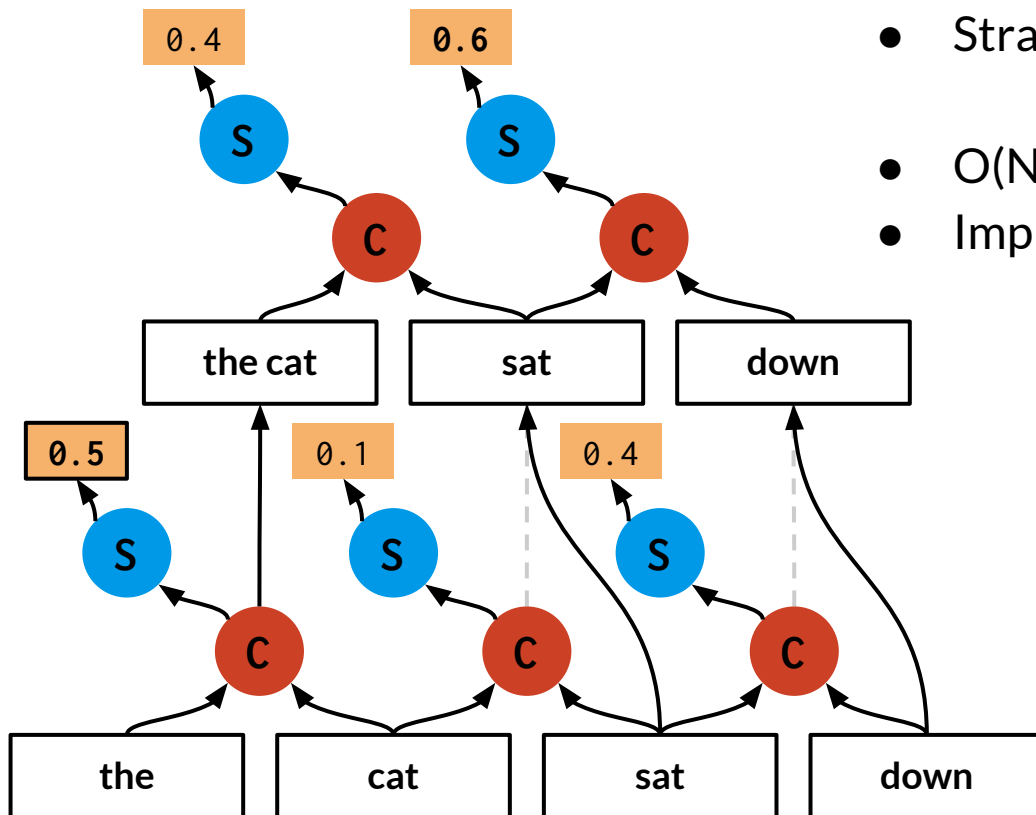 0.4 0.6
● Stra
S S
● O(N
C C
● Imp
the cat sat down
0.5 0.1 0.4
S S S
C C C
the cat sat down